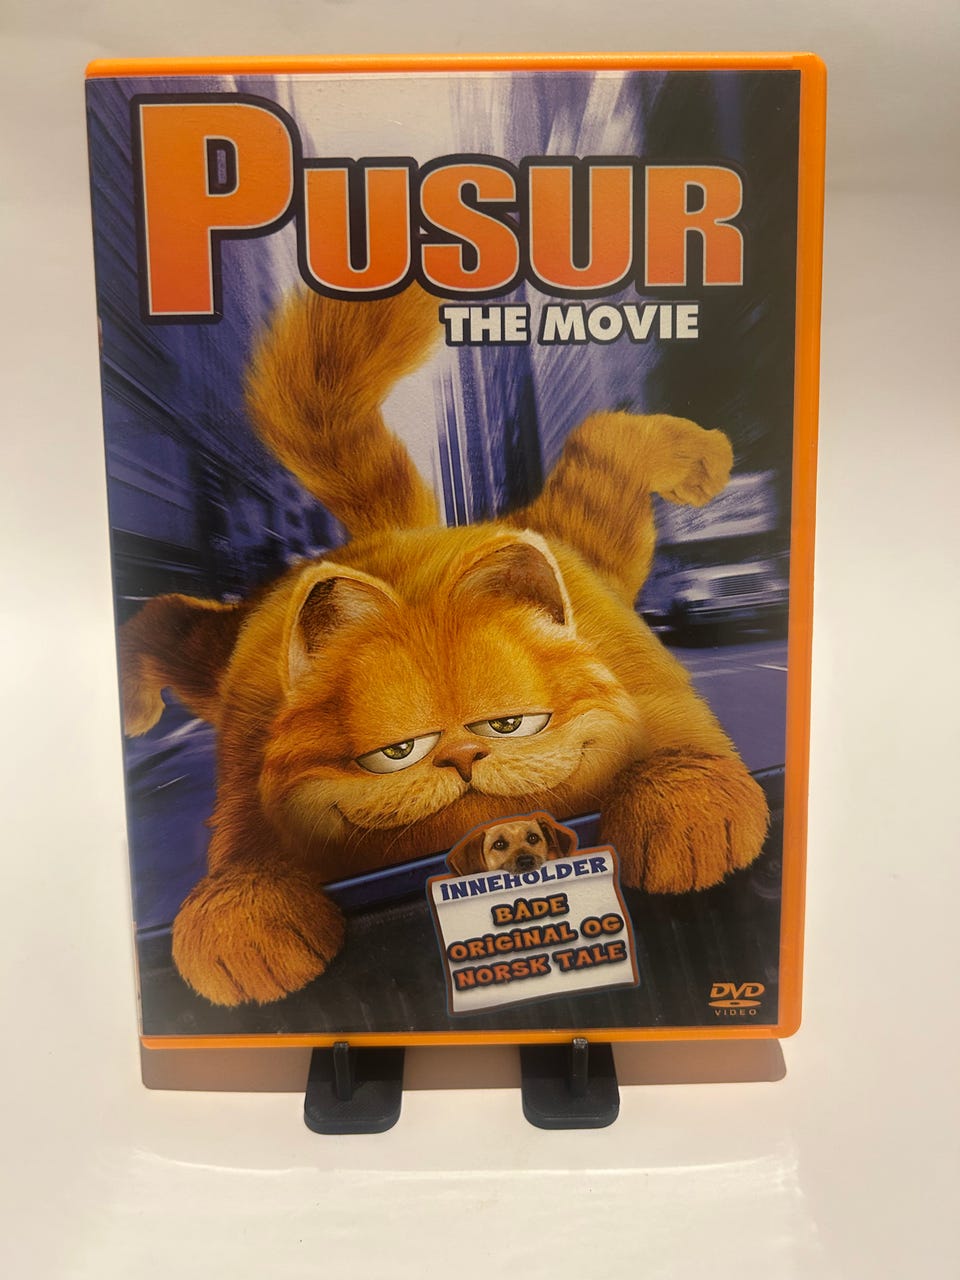 PUSUR
THE MOVIE
INNEHOLDER
BÅDE
ORIGINAL OG
NORSK TALE
DVD
VIDEO